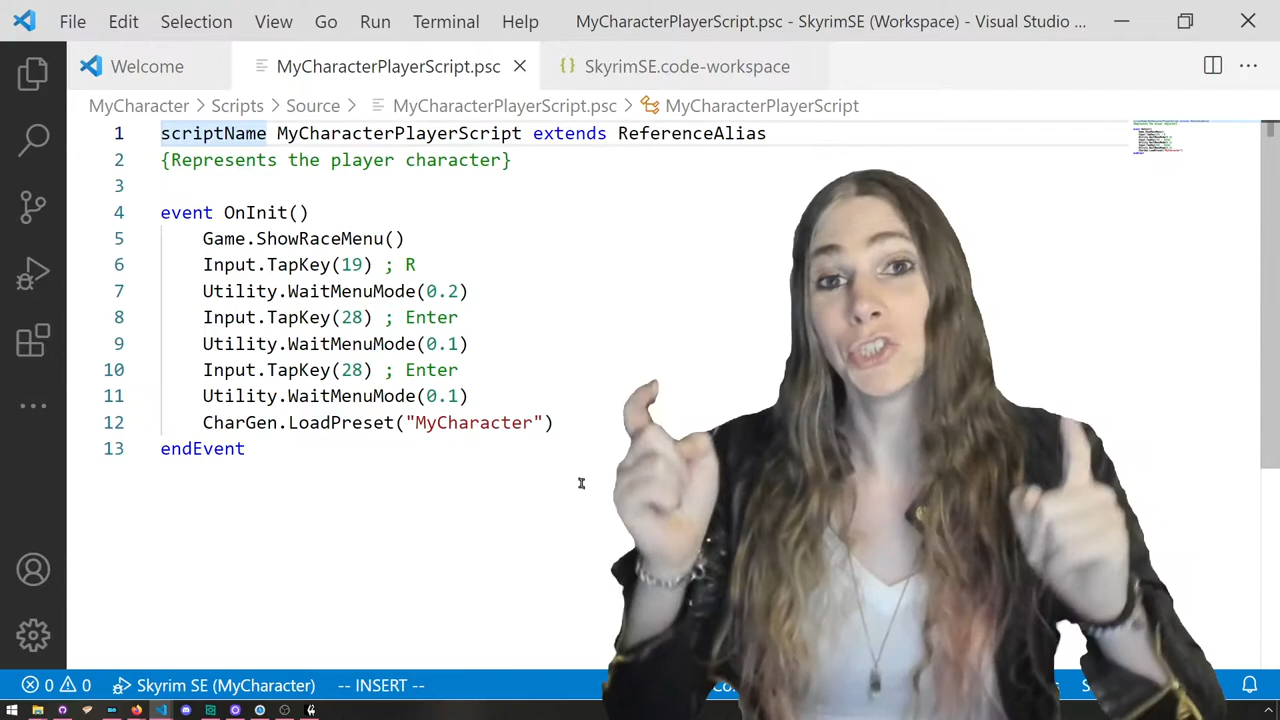 File Edit Selection View Go Run Terminal Help MyCharacterPlayerScript.psc - SkyrimSE (Workspace) - Visual Studio ...
Welcome MyCharacterPlayerScript.psc {} SkyrimSE.code-workspace
MyCharacter > Scripts > Source > MyCharacterPlayerScript.psc > MyCharacterPlayerScript
1 scriptName MyCharacterPlayerScript extends ReferenceAlias
2 {Represents the player character}
3
4 event OnInit()
5 Game.ShowRaceMenu()
6 Input.TapKey(19) ; R
7 Utility.WaitMenuMode(0.2)
8 Input.TapKey(28) ; Enter
9 Utility.WaitMenuMode(0.1)
10 Input.TapKey(28) ; Enter
11 Utility.WaitMenuMode(0.1)
12 CharGen.LoadPreset("MyCharacter")
13 endEvent
0 0 Skyrim SE (MyCharacter) -- INSERT --